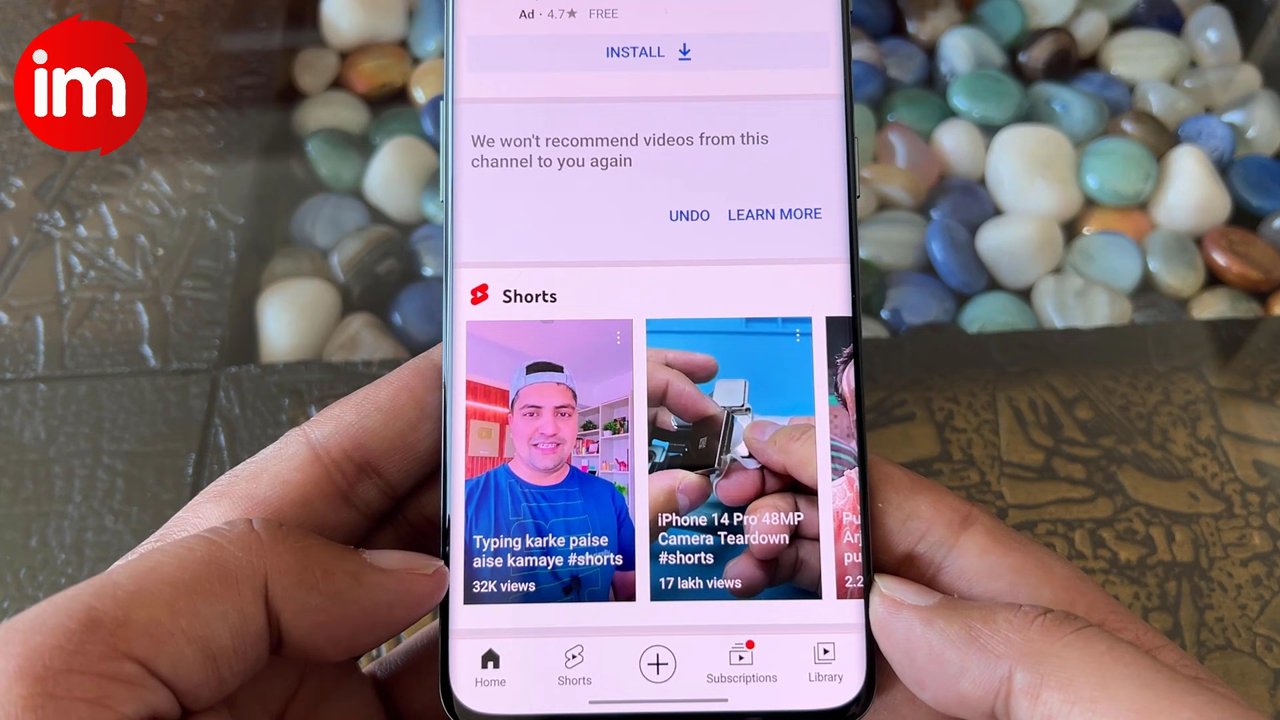 im
Ad · 4.7★ FREE
INSTALL
We won't recommend videos from this
channel to you again
UNDO LEARN MORE
Shorts
Typing karke paise
aise kamaye #shorts
32K views
iPhone 14 Pro 48MP
Camera Teardown
#shorts
17 lakh views
2.2
Home
Shorts
Subscriptions
Library